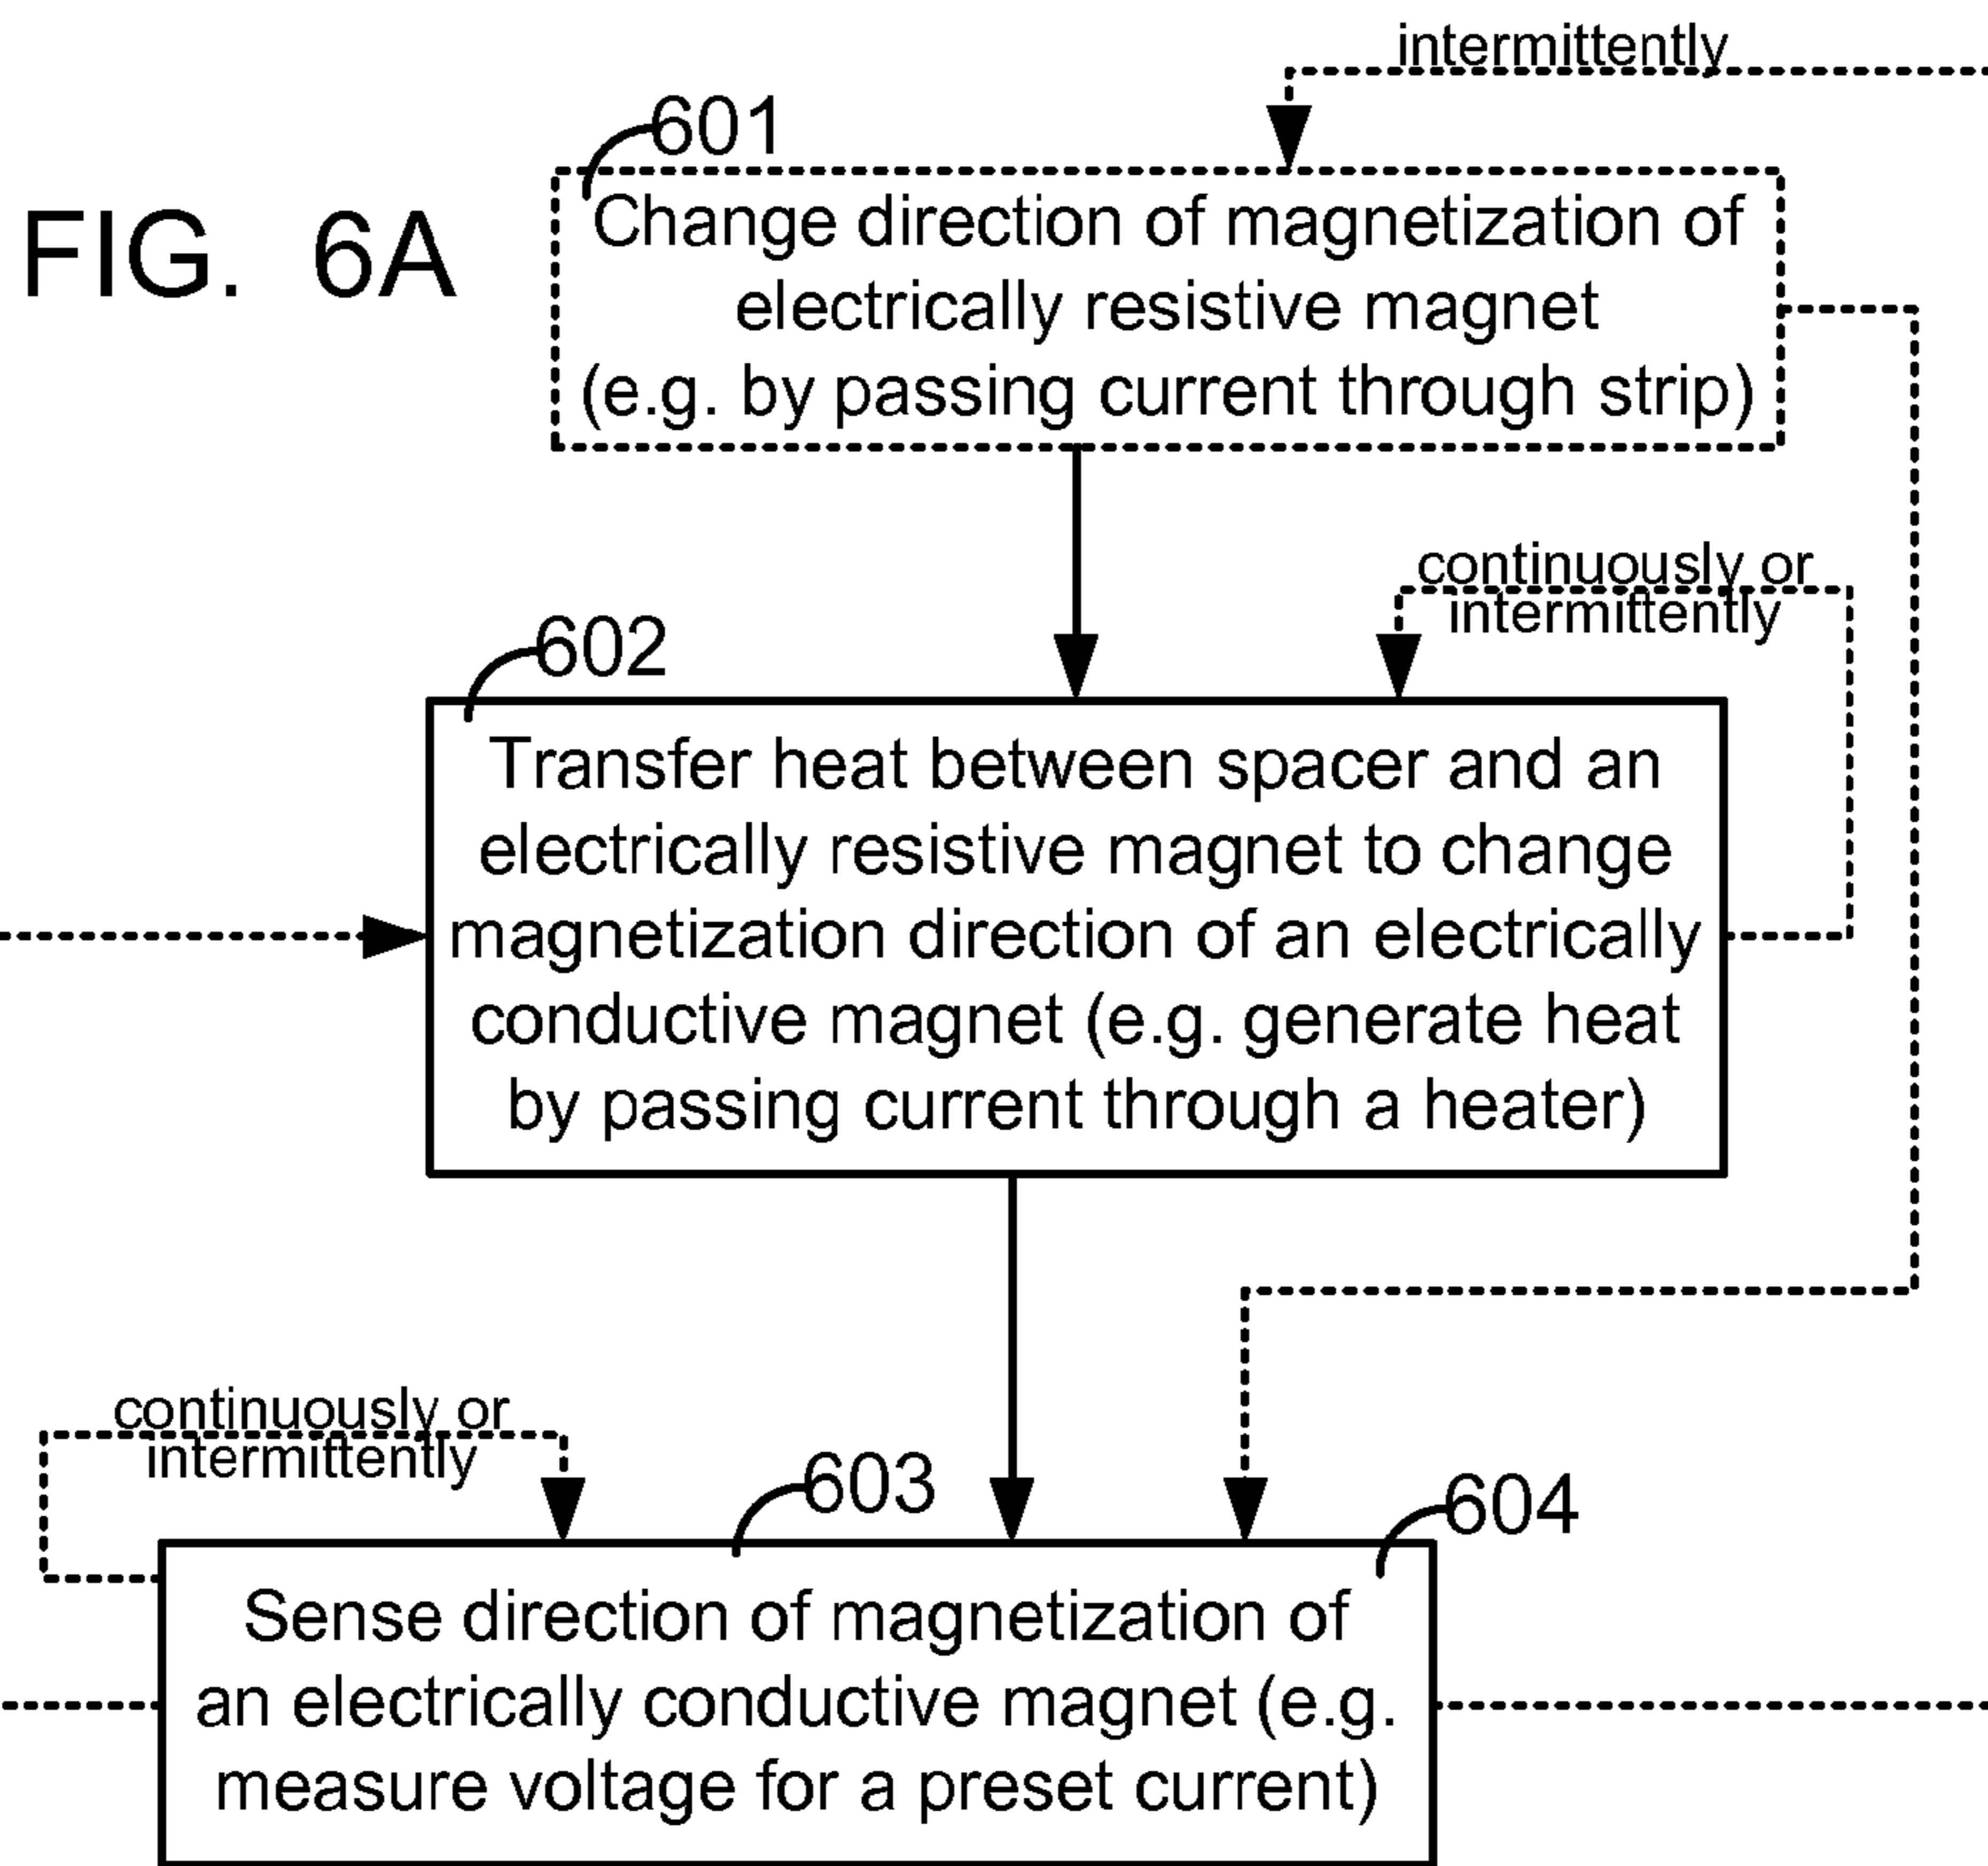 intermittently
601
FIG. 6A
Change direction of magnetization of
electrically resistive magnet
(e.g. by passing current through strip)
continuously or
intermittently
602
Transfer heat between spacer and an
electrically resistive magnet to change
magnetization direction of an electrically
conductive magnet (e.g. generate heat
by passing current through a heater)
continuously or
intermittently
603
604
Sense direction of magnetization of
an electrically conductive magnet (e.g.
measure voltage for a preset current)